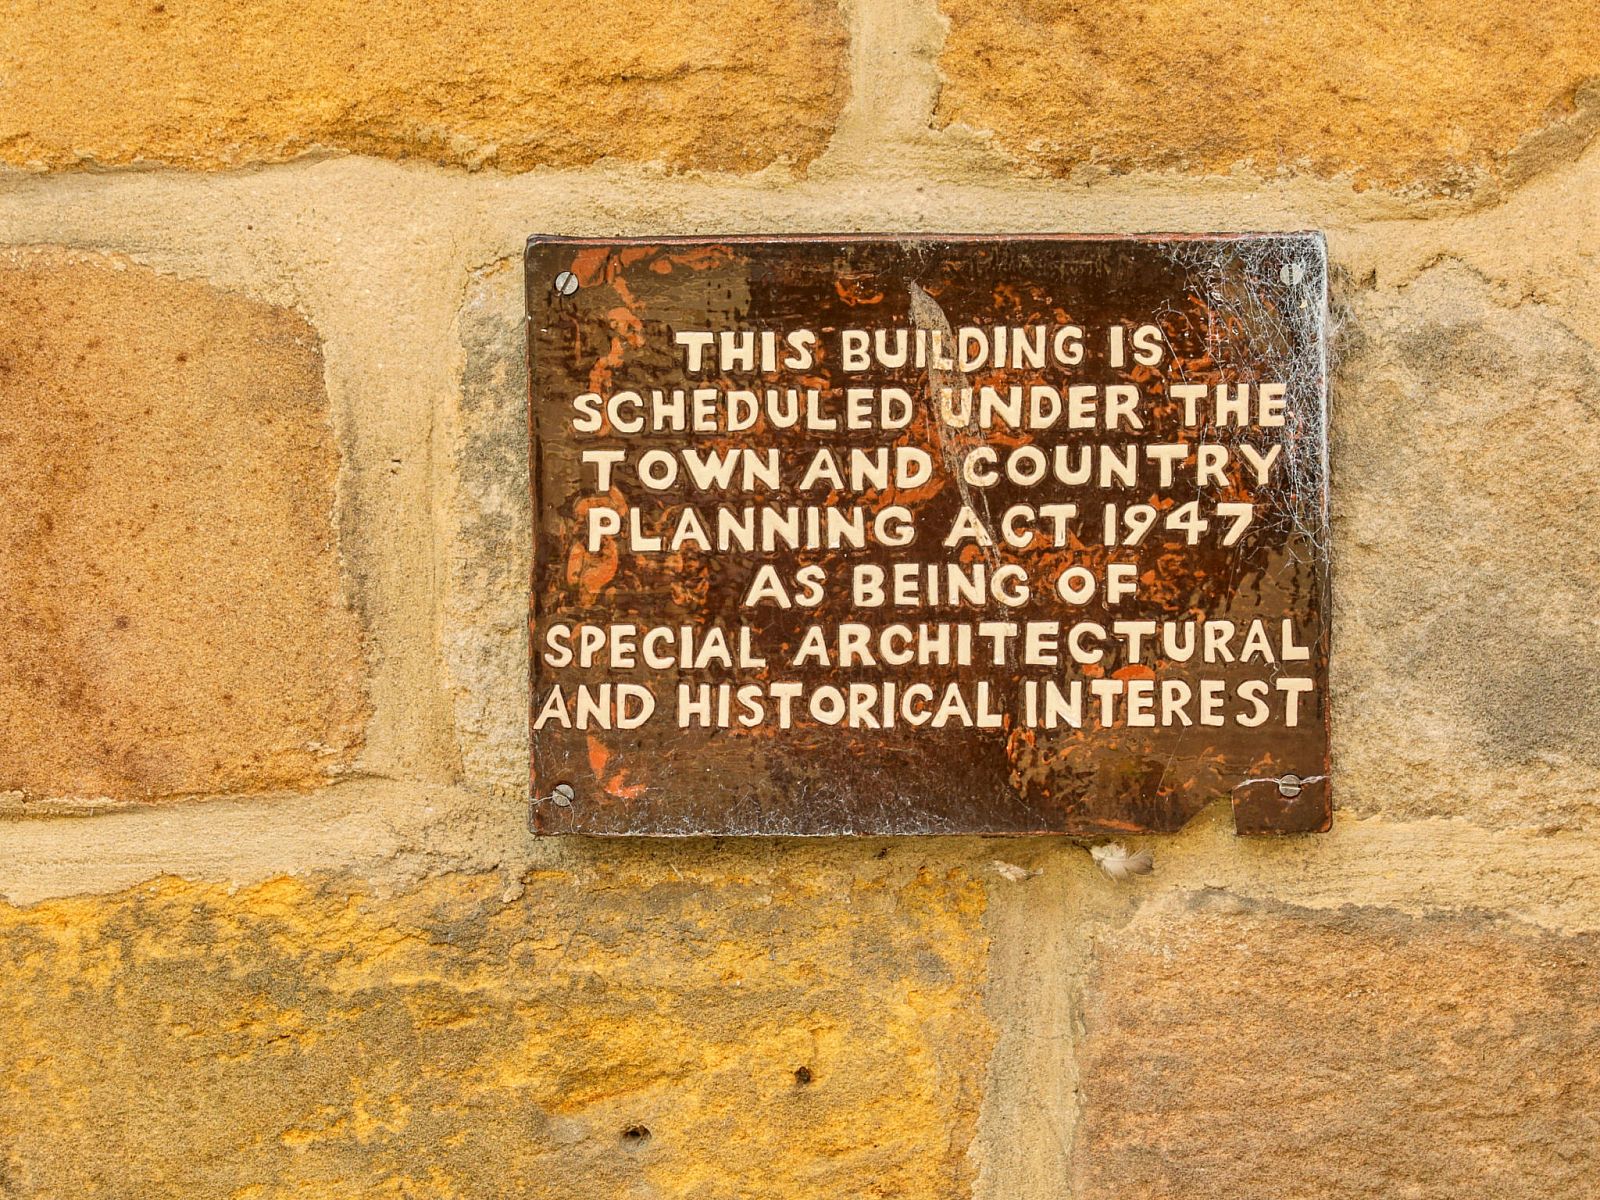 THIS BUILDING IS
SCHEDULED UNDER THE
TOWN AND COUNTRY
PLANNING ACT 1947
AS BEING OF
SPECIAL ARCHITECTURAL
AND HISTORICAL INTEREST